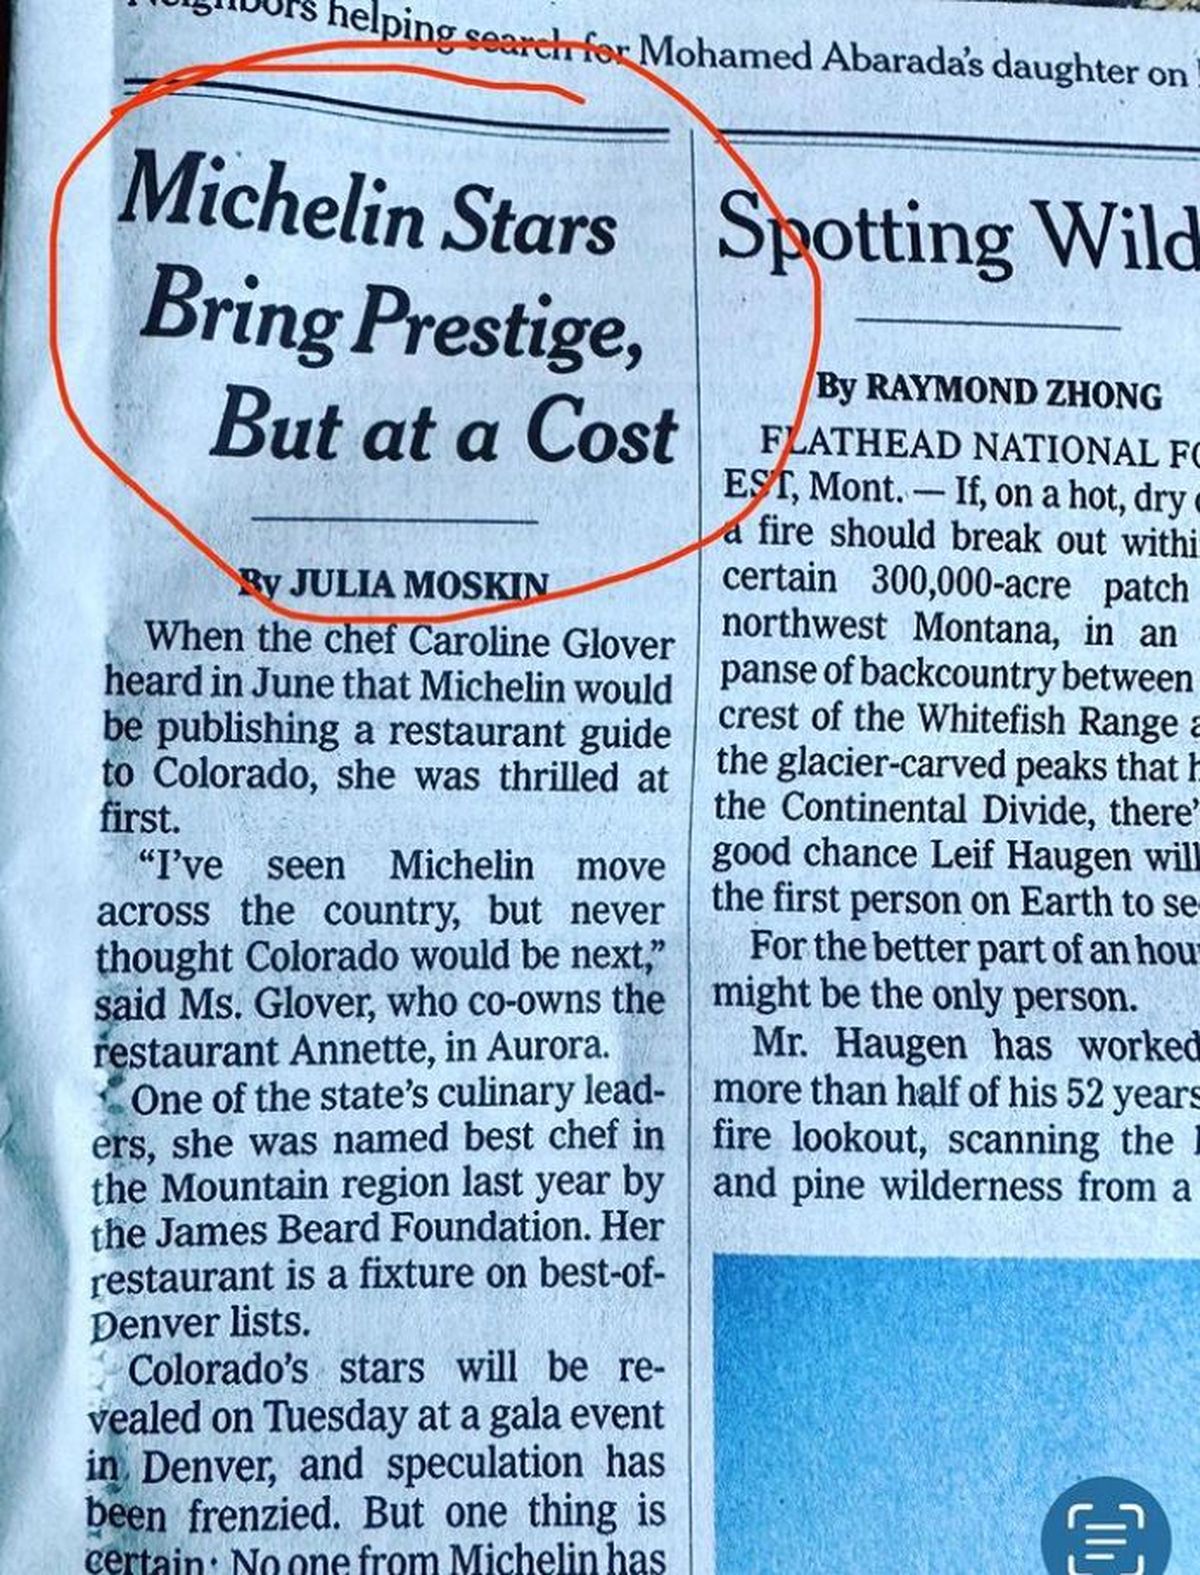 Neighbors helping search for Mohamed Abarada's daughter on
Michelin Stars
Bring Prestige,
But at a Cost
By JULIA MOSKIN
When the chef Caroline Glover
heard in June that Michelin would
be publishing a restaurant guide
to Colorado, she was thrilled at
first.
“I've seen Michelin move
across the country, but never
thought Colorado would be next,”
said Ms. Glover, who co-owns the
restaurant Annette, in Aurora.
One of the state's culinary lead-
ers, she was named best chef in
the Mountain region last year by
the James Beard Foundation. Her
restaurant is a fixture on best-of-
Denver lists.
Colorado's stars will be re-
vealed on Tuesday at a gala event
in Denver, and speculation has
been frenzied. But one thing is
certain: No one from Michelin has
Spotting Wild
By RAYMOND ZHONG
FLATHEAD NATIONAL FO
EST, Mont. — If, on a hot, dry
a fire should break out withi
certain 300,000-acre patch
northwest Montana, in an
panse of backcountry between
crest of the Whitefish Range
the glacier-carved peaks that
the Continental Divide, there'
good chance Leif Haugen will
the first person on Earth to se
For the better part of an hou
might be the only person.
Mr. Haugen has worked
more than half of his 52 years
fire lookout, scanning the
and pine wilderness from a